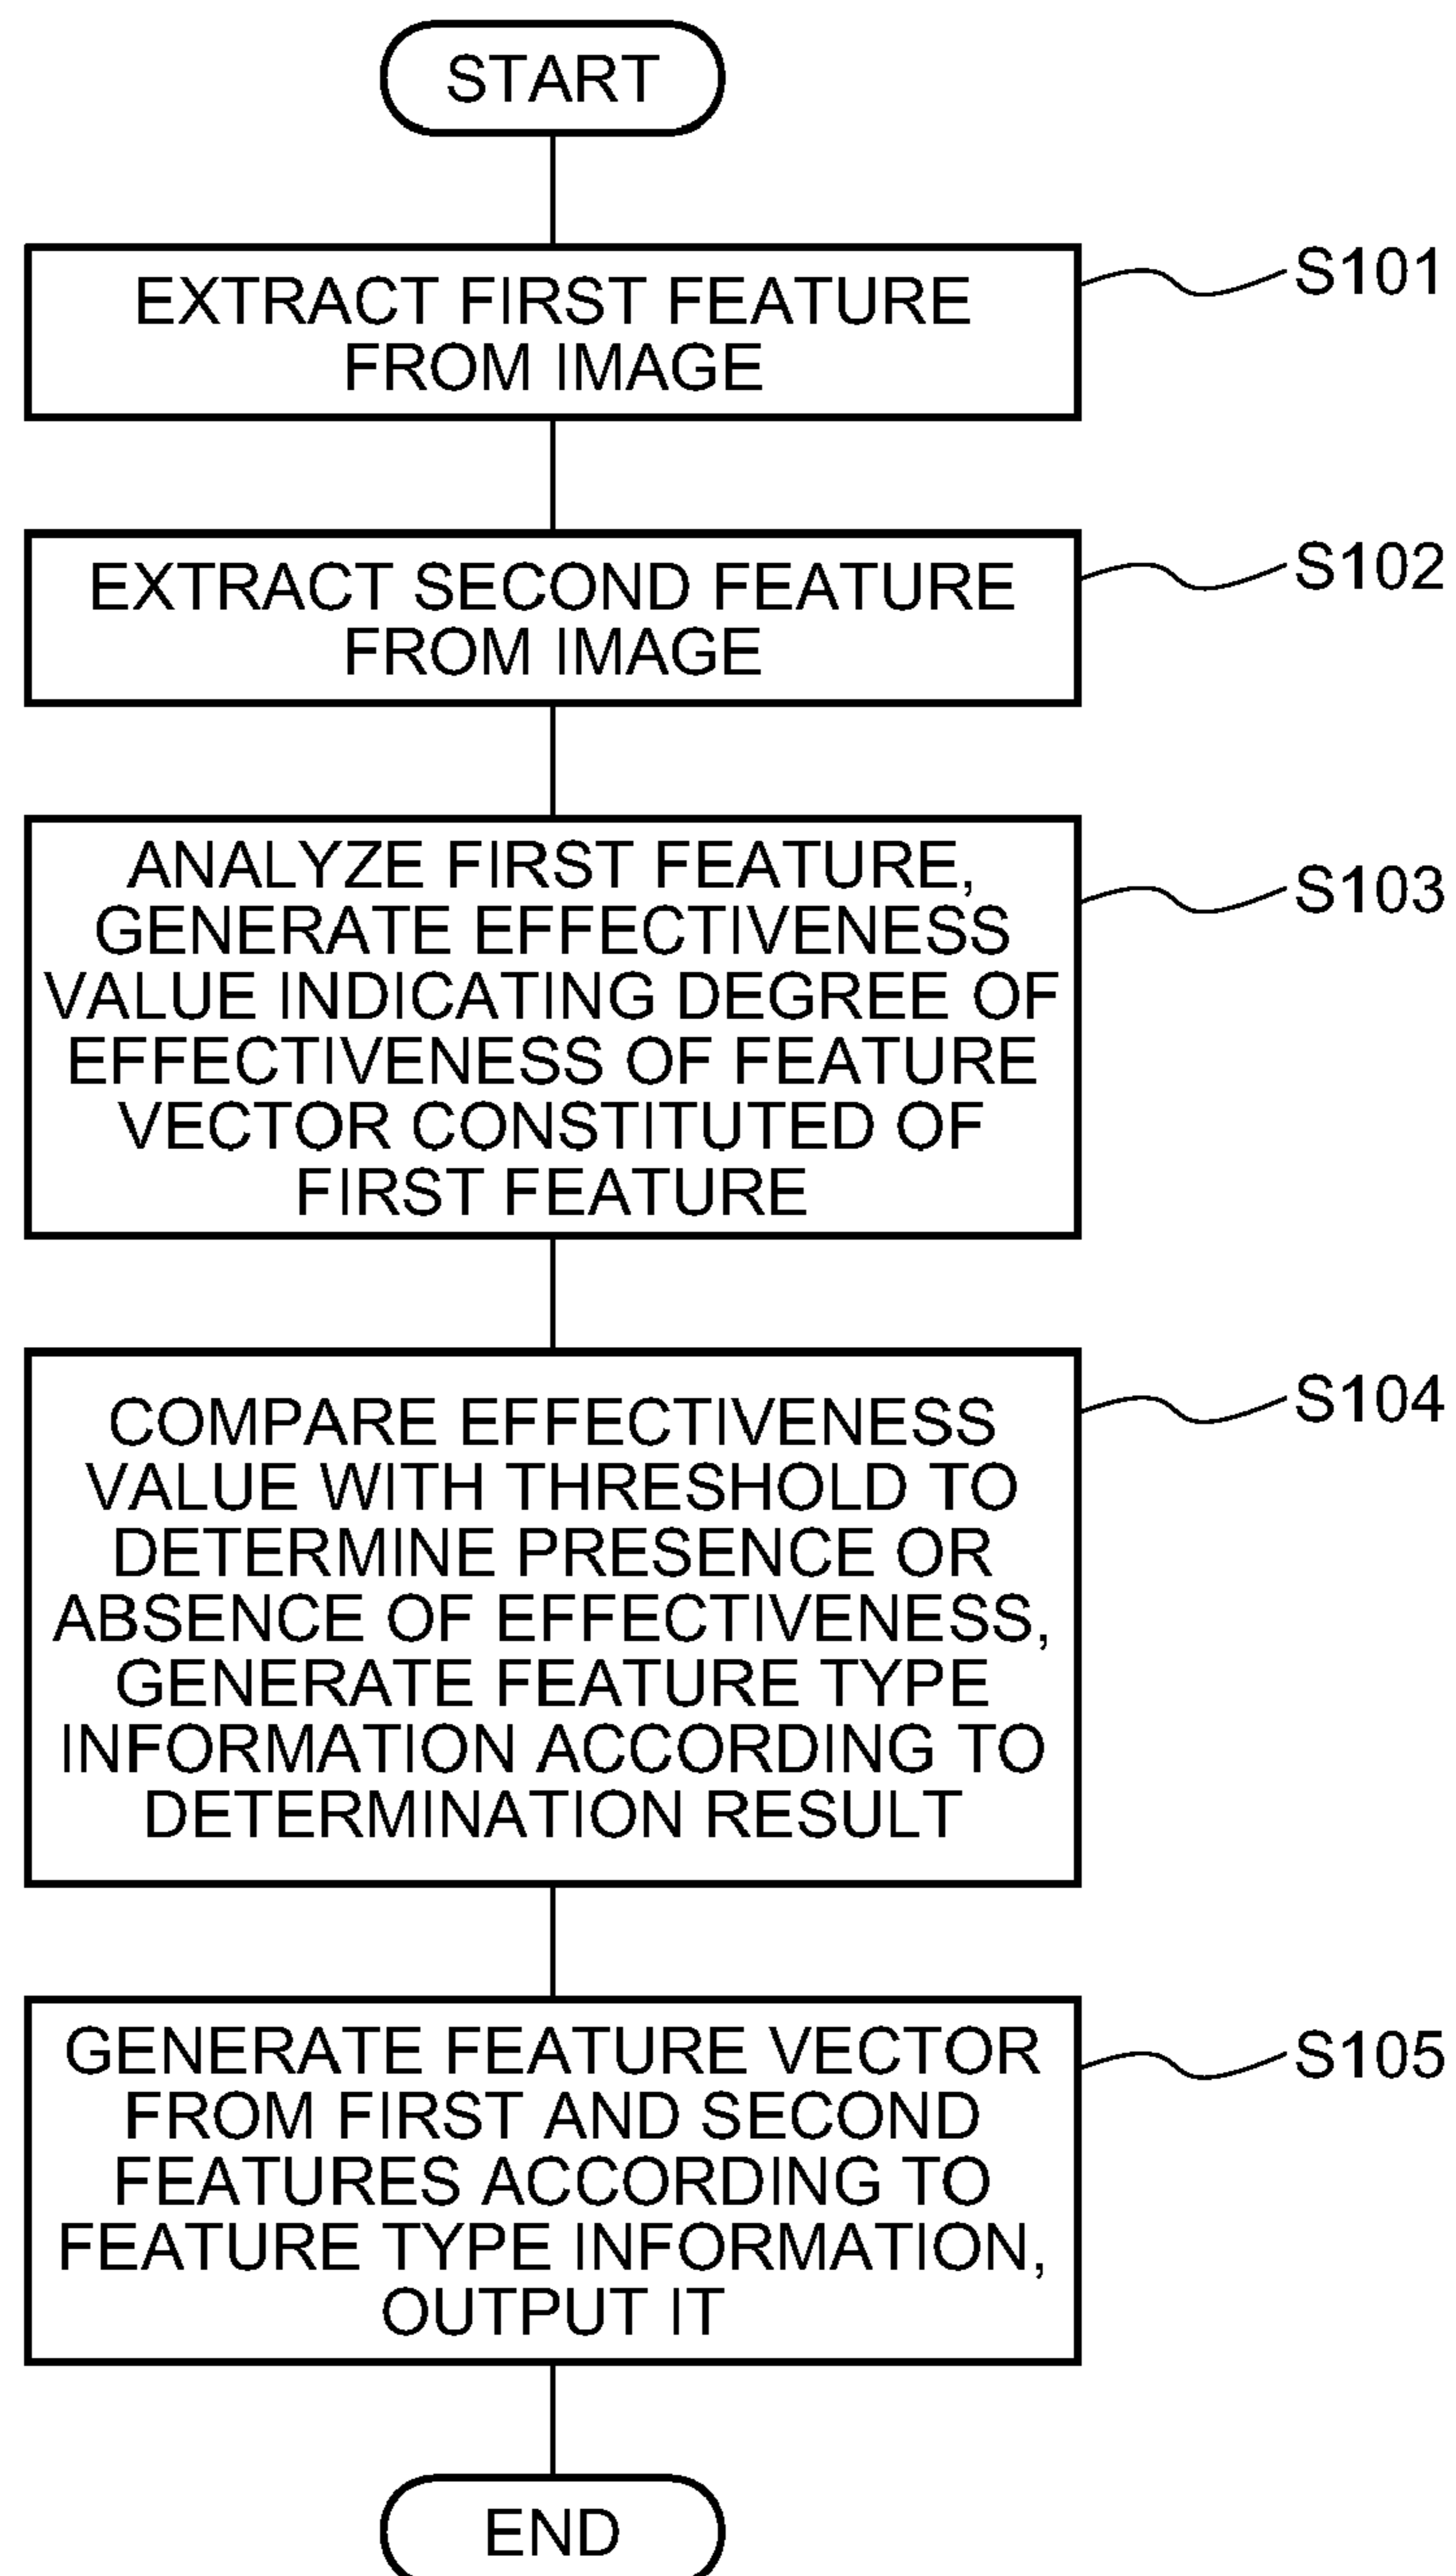 START
EXTRACT FIRST FEATURE
FROM IMAGE
S101
EXTRACT SECOND FEATURE
FROM IMAGE
S102
ANALYZE FIRST FEATURE,
GENERATE EFFECTIVENESS
VALUE INDICATING DEGREE OF
EFFECTIVENESS OF FEATURE
VECTOR CONSTITUTED OF
FIRST FEATURE
S103
COMPARE EFFECTIVENESS
VALUE WITH THRESHOLD TO
DETERMINE PRESENCE OR
ABSENCE OF EFFECTIVENESS,
GENERATE FEATURE TYPE
INFORMATION ACCORDING TO
DETERMINATION RESULT
S104
GENERATE FEATURE VECTOR
FROM FIRST AND SECOND
FEATURES ACCORDING TO
FEATURE TYPE INFORMATION,
OUTPUT IT
S105
END